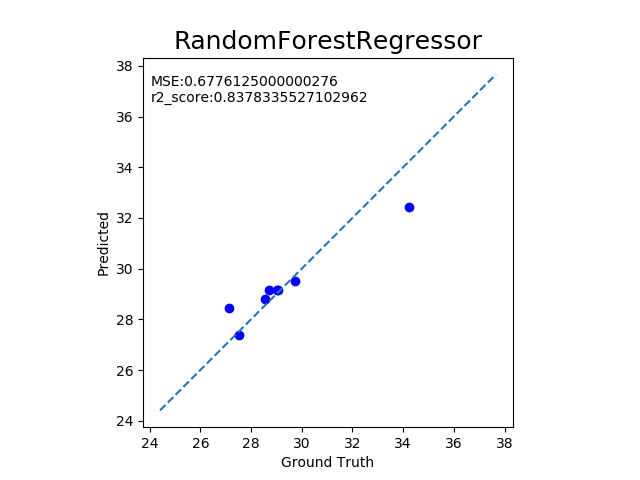 RandomForestRegressor
MSE:0.6776125000000276
r2_score:0.8378335527102962
38
36
34
32
30
28
26
24
Predicted
24 26 28 30 32 34 36 38
Ground Truth